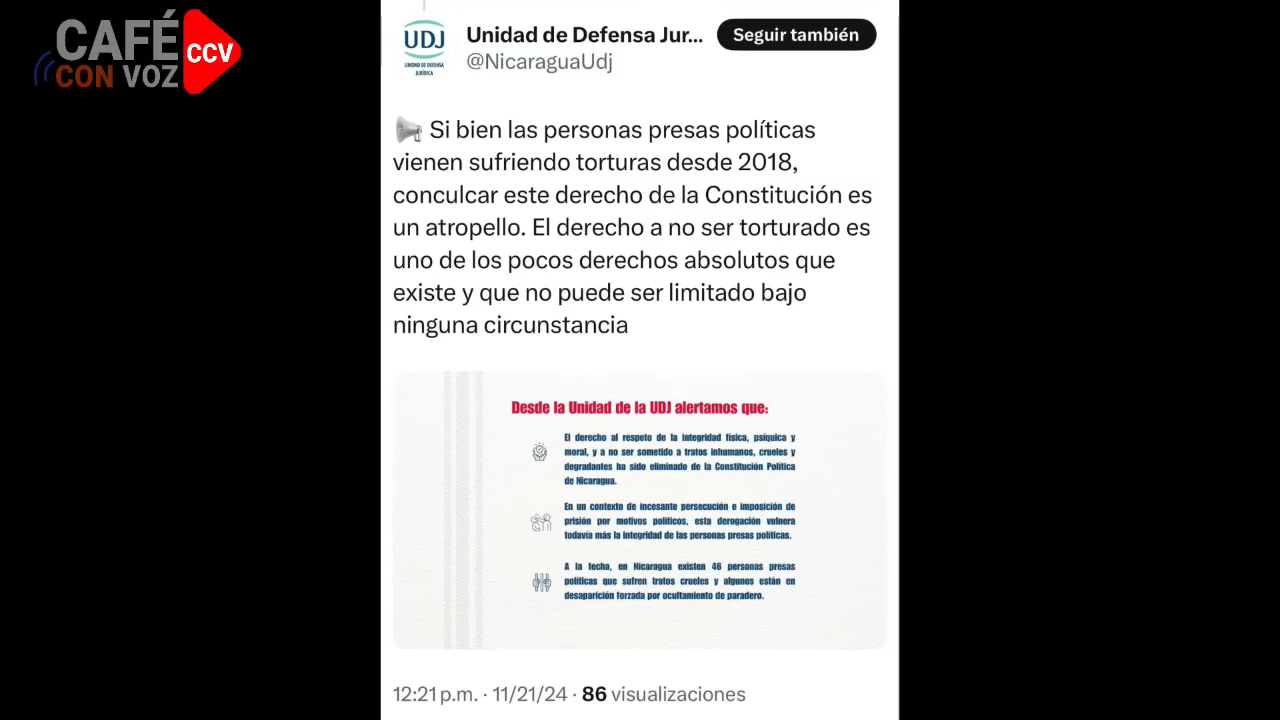 CAFÉ
CON VOZ
CCV
UDJ
UNIDAD DE DEFENSA
JURÍDICA
Unidad de Defensa Jur...
@NicaraguaUdj
Seguir también
Si bien las personas presas políticas
vienen sufriendo torturas desde 2018,
conculcar este derecho de la Constitución es
un atropello. El derecho a no ser torturado es
uno de los pocos derechos absolutos que
existe y que no puede ser limitado bajo
ninguna circunstancia
Desde la Unidad de la UDJ alertamos que:
El derecho al respeto de la integridad física, psíquica y
moral, y a no ser sometido a tratos inhumanos, crueles y
degradantes ha sido eliminado de la Constitución Política
de Nicaragua.
En un contexto de incesante persecución e imposición de
prisión por motivos políticos, esta derogación vulnera
todavía más la integridad de las personas presas políticas.
A la fecha, en Nicaragua existen 46 personas presas
políticas que sufren tratos crueles y algunos están en
desaparición forzada por ocultamiento de paradero.
12:21 p.m. · 11/21/24 · 86 visualizaciones